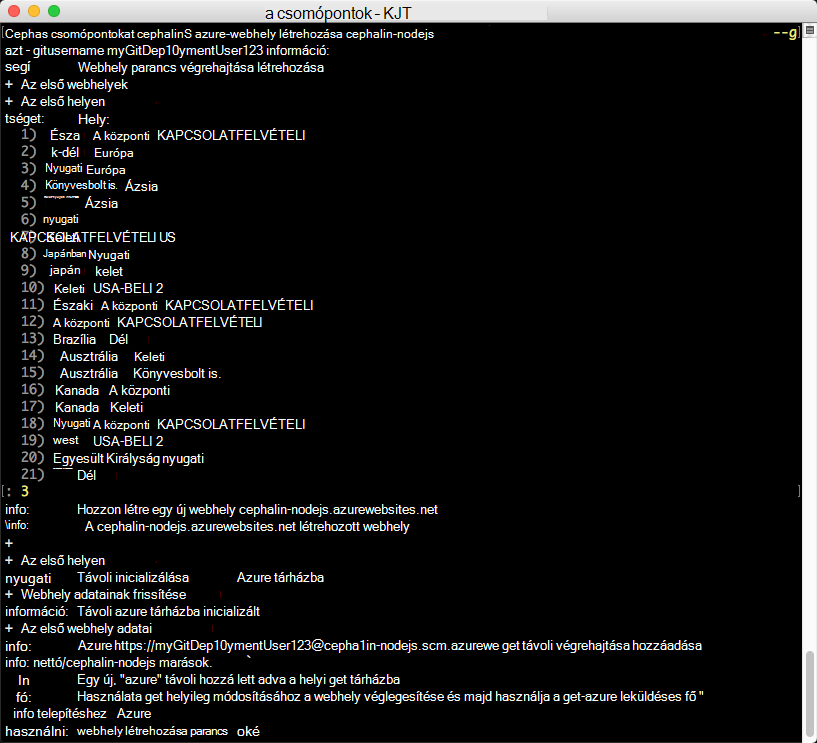 a csomópontok - KJT
Cephas csomópontokat cephalinS azure-webhely létrehozása cephalin-nodejs --g
azt - gitusername myGitDep10ymentUser123 információ:
segí Webhely parancs végrehajtása létrehozása
+ Az első webhelyek
+ Az első helyen
tséget: Hely:
1) Észa A központi KAPCSOLATFELVÉTELI
2) k-dél Európa
3) Nyugati Európa
4) Könyvesbolt is. Ázsia
5) Ázsia
6) nyugati
7) Keleti
KAPCSOLATFELVÉTELI US
8) Japánban Nyugati
9) japán kelet
10) Keleti USA-BELI 2
11) Északi A központi KAPCSOLATFELVÉTELI
12) A központi KAPCSOLATFELVÉTELI
13) Brazília Dél
14) Ausztrália Keleti
15) Ausztrália Könyvesbolt is.
16) Kanada A központi
17) Kanada Keleti
18) Nyugati A központi KAPCSOLATFELVÉTELI
19) west USA-BELI 2
20) Egyesült Királyság nyugati
21) Dél
: 3
info: Hozzon létre egy új webhely cephalin-nodejs.azurewebsites.net
\info: A cephalin-nodejs.azurewebsites.net létrehozott webhely
+
+ Az első helyen
nyugati Távoli inicializálása Azure tárházba
+ Webhely adatainak frissítése
információ: Távoli azure tárházba inicializált
+ Az első webhely adatai
info: Azure https://myGitDep10ymentUser123@cepha1in-nodejs.scm.azurewe get távoli végrehajtása hozzáadása
info: nettó/cephalin-nodejs marások. `
In Egy új, "azure" távoli hozzá lett adva a helyi get tárházba
fó: Használata get helyileg módosításához a webhely véglegesítése és majd használja a get-azure leküldéses fő "
info telepítéshez Azure
használni: webhely létrehozása parancs oké